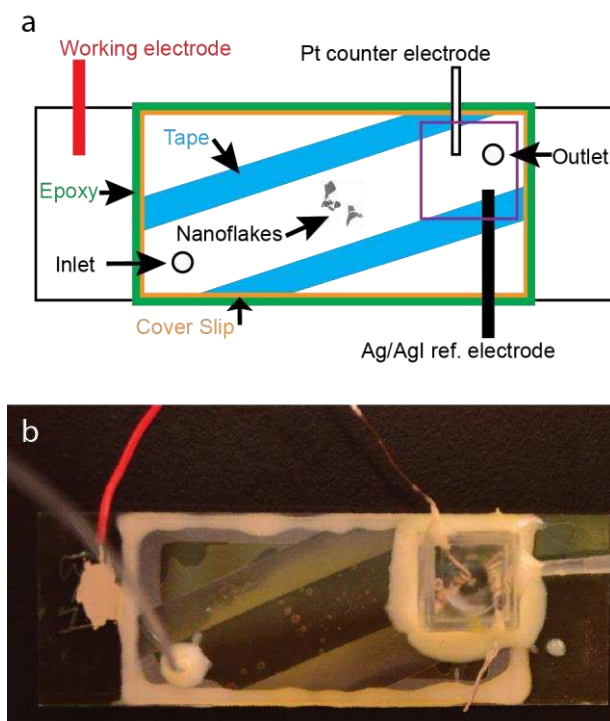 a
Working electrode
Pt counter electrode
Tape
Outlet
Epoxy
Nanoflakes
Inlet
Cover Slip
Ag/AgI ref. electrode
b